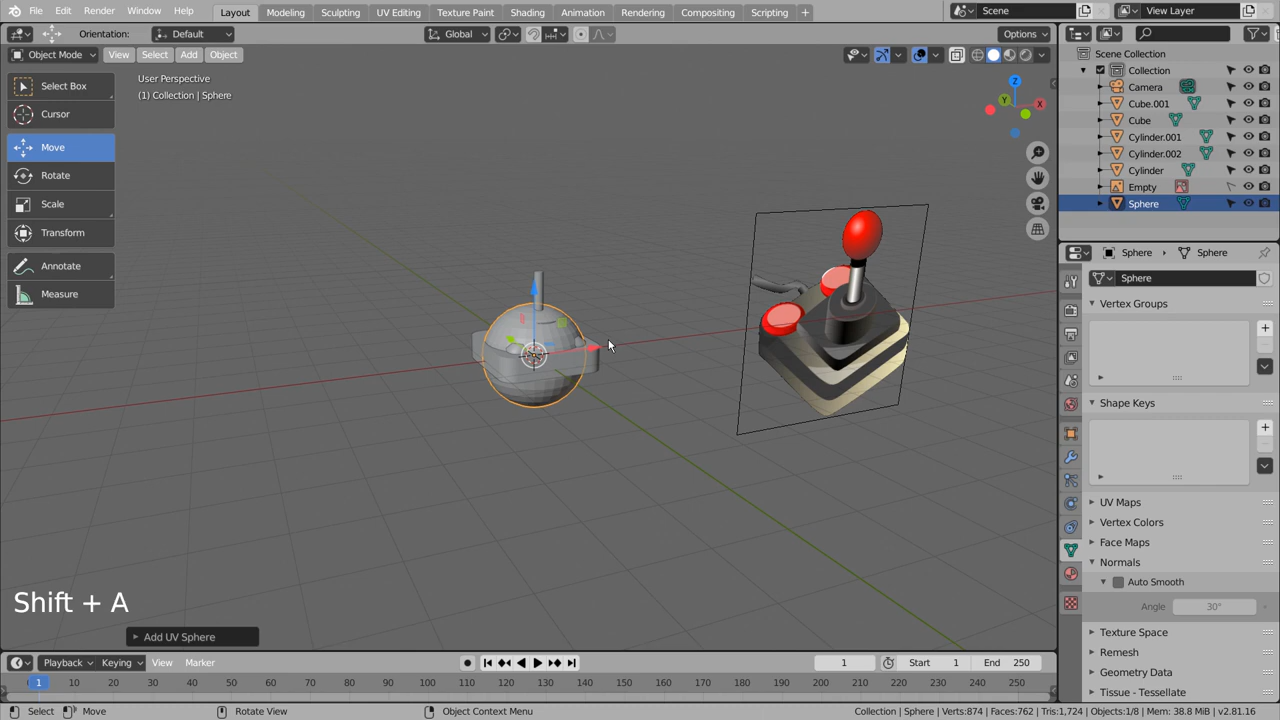 File Edit Render Window Help Layout Modeling Sculpting UV Editing Texture Paint Shading Animation Rendering Compositing Scripting + Scene View Layer
Orientation: Default Global Options
Object Mode View Select Add Object
User Perspective
(1) Collection | Sphere
Select Box
Cursor
Move
Rotate
Scale
Transform
Annotate
Measure
Z
Y
X
Shift + A
Add UV Sphere
Scene Collection
Collection
Camera
Cube.001
Cube
Cylinder.001
Cylinder.002
Cylinder
Empty
Sphere
Sphere Sphere
Sphere
Vertex Groups
Shape Keys
UV Maps
Vertex Colors
Face Maps
Normals
Auto Smooth
Angle 30°
Texture Space
Remesh
Geometry Data
Tissue - Tessellate
Playback Keying View Marker 1 Start 1 End 250
1 10 20 30 40 50 60 70 80 90 100 110 120 130 140 150 160 170 180 190 200 210 220 230 240 250
Select Move Rotate View Object Context Menu Collection | Sphere | Verts:874 | Faces:762 | Tris:1,724 | Objects:1/8 | Mem: 38.8 MiB | v2.81.16